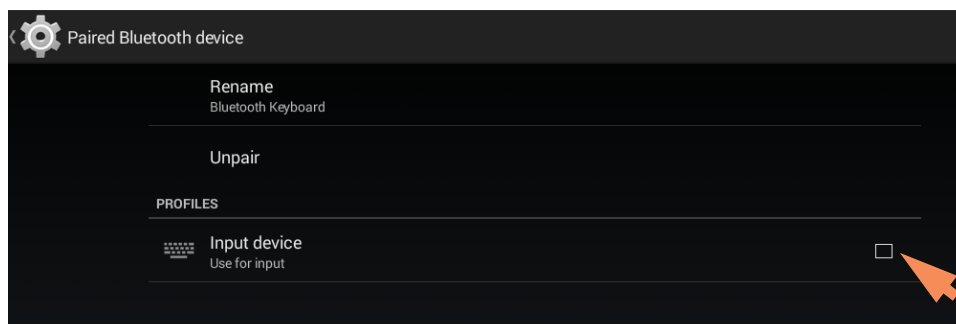 Paired Bluetooth device
Rename
Bluetooth Keyboard
Unpair
PROFILES
Input device
Use for input